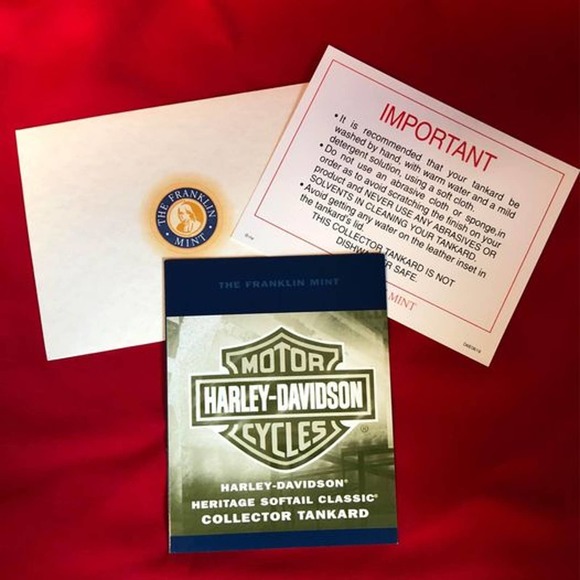 THE FRANKLIN
MINT
IMPORTANT
• It is recommended that your tankard be
washed by hand, with warm water and a mild
detergent solution, using a soft cloth.
• Do not use an abrasive cloth or sponge, in
order as to avoid scratching the finish on your
product and NEVER USE ANY ABRASIVES OR
SOLVENTS IN CLEANING YOUR TANKARD.
• Avoid getting any water on the leather inset in
the tankard's lid.
THIS COLLECTOR TANKARD IS NOT
DISHWASHER SAFE.
MINT
THE FRANKLIN MINT
MOTOR
HARLEY-DAVIDSON
CYCLES
®
HARLEY-DAVIDSON®
HERITAGE SOFTAIL CLASSIC®
COLLECTOR TANKARD